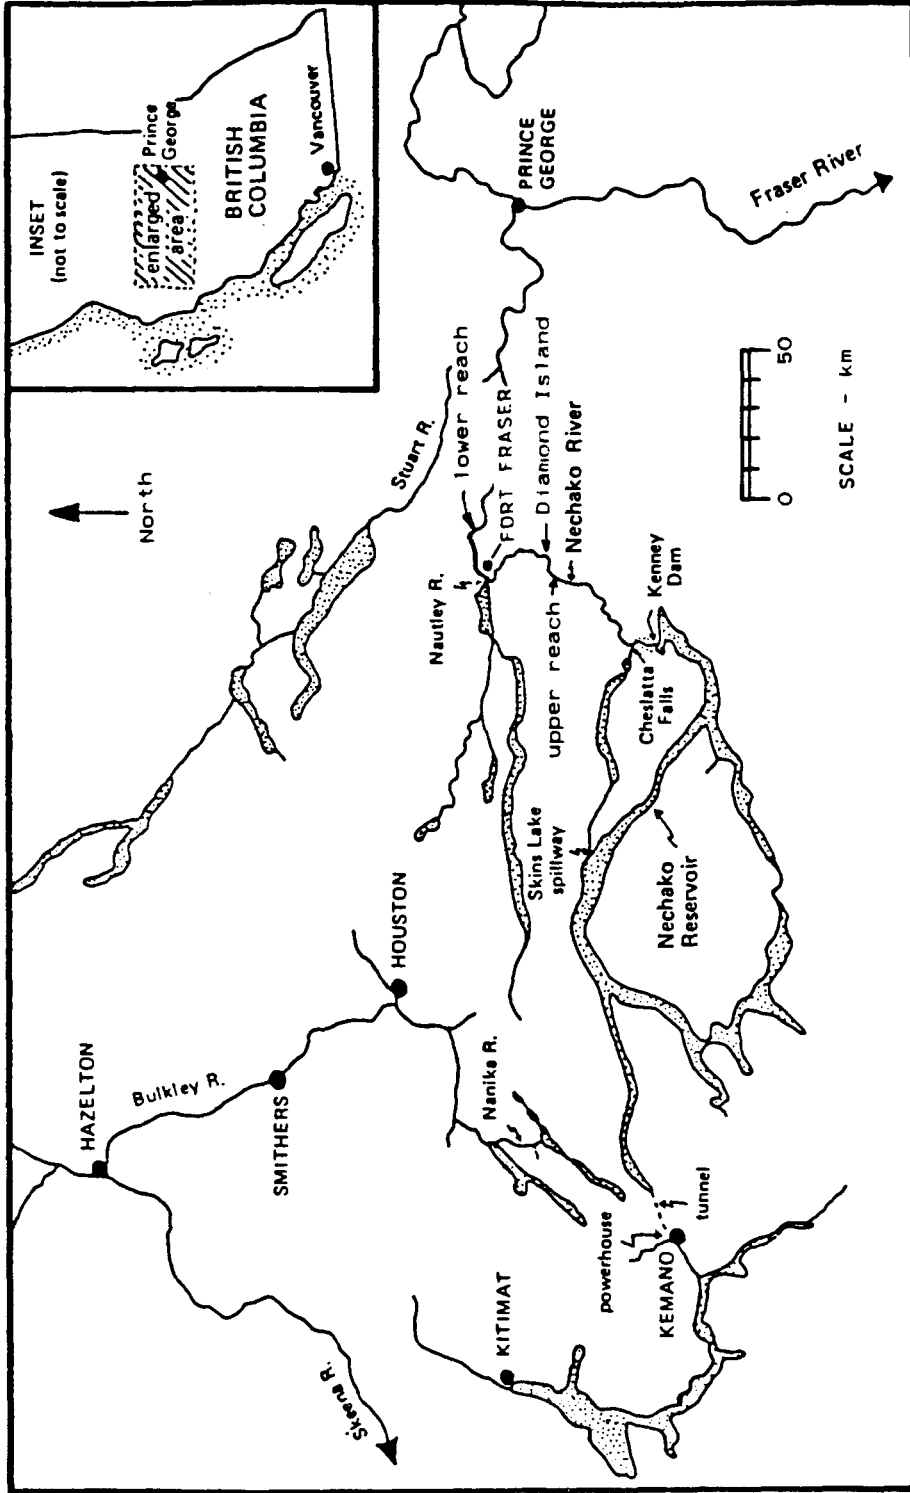 INSET
(not to scale)
enlarged
area
Prince
George
BRITISH
COLUMBIA
Vancouver
North
HAZELTON
Bulkley R.
SMITHERS
HOUSTON
Skeena R.
Nanika R.
KITIMAT
powerhouse
KEMANO
tunnel
Stuart R.
Nautley R.
lower reach
FORT FRASER
Diamond Island
Nechako River
upper reach
Skins Lake
spillway
Cheslatta
Falls
Kenney
Dam
Nechako
Reservoir
PRINCE
GEORGE
Fraser River
0
50
SCALE - km